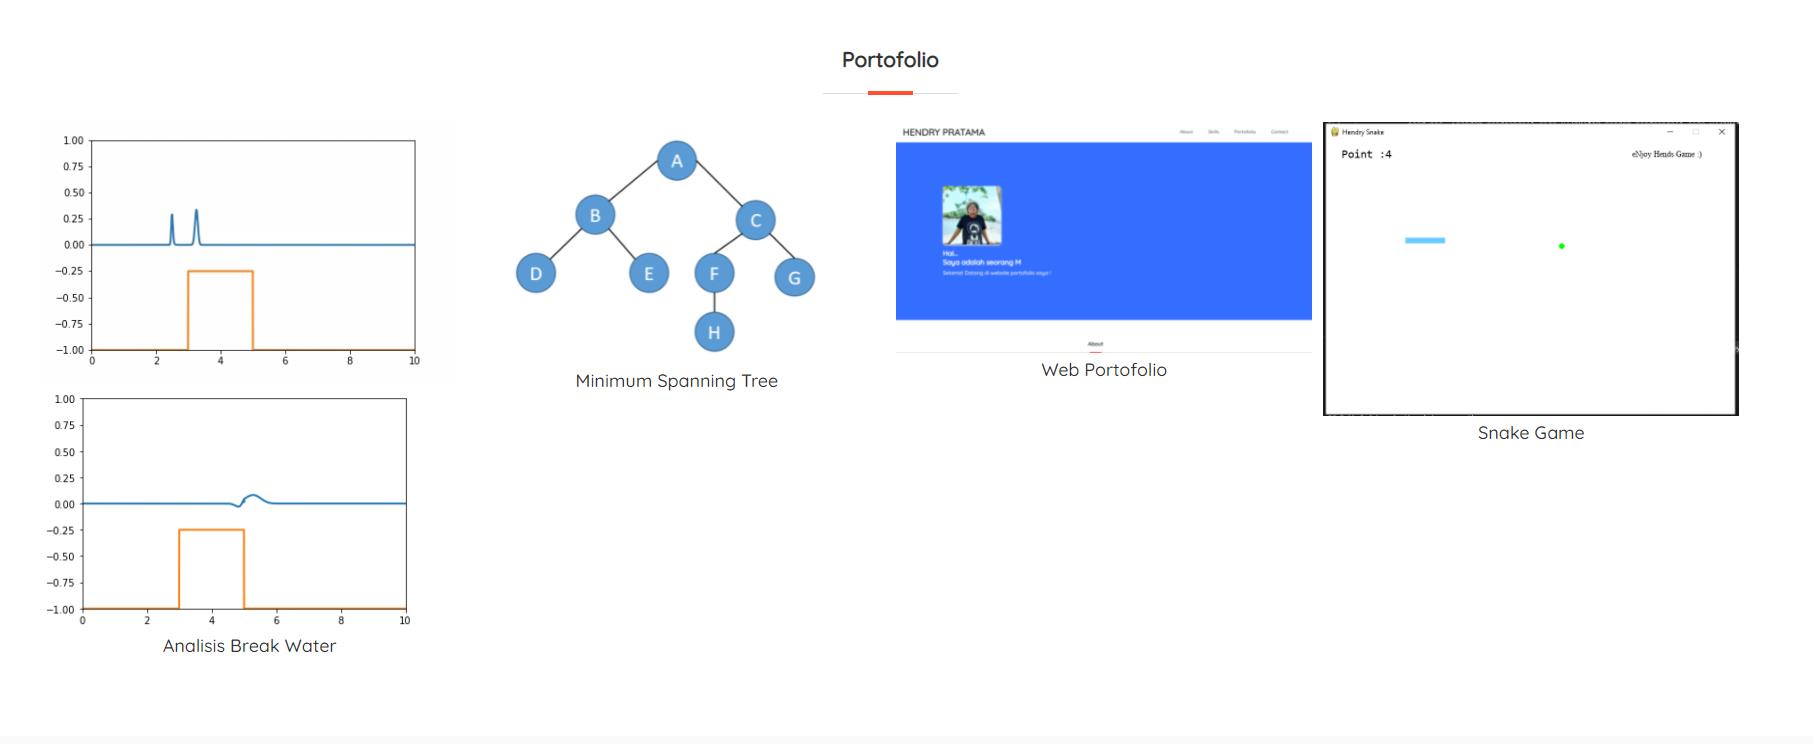 Portofolio
1.00
0.75
0.50
0.25
0.00
−0.25
−0.50
−0.75
−1.00
0 2 4 6 8 10
1.00
0.75
0.50
0.25
0.00
−0.25
−0.50
−0.75
−1.00
0 2 4 6 8 10
Analisis Break Water
A
B C
D E F G
H
Minimum Spanning Tree
HENDRY PRATAMA About Skills Portofolio Contact
Hai...
Saya adalah seorang M
Selamat Datang di website portofolio saya !
About
Web Portofolio
Hendry Snake
Point :4 eNjoy Hends Game :)
Snake Game